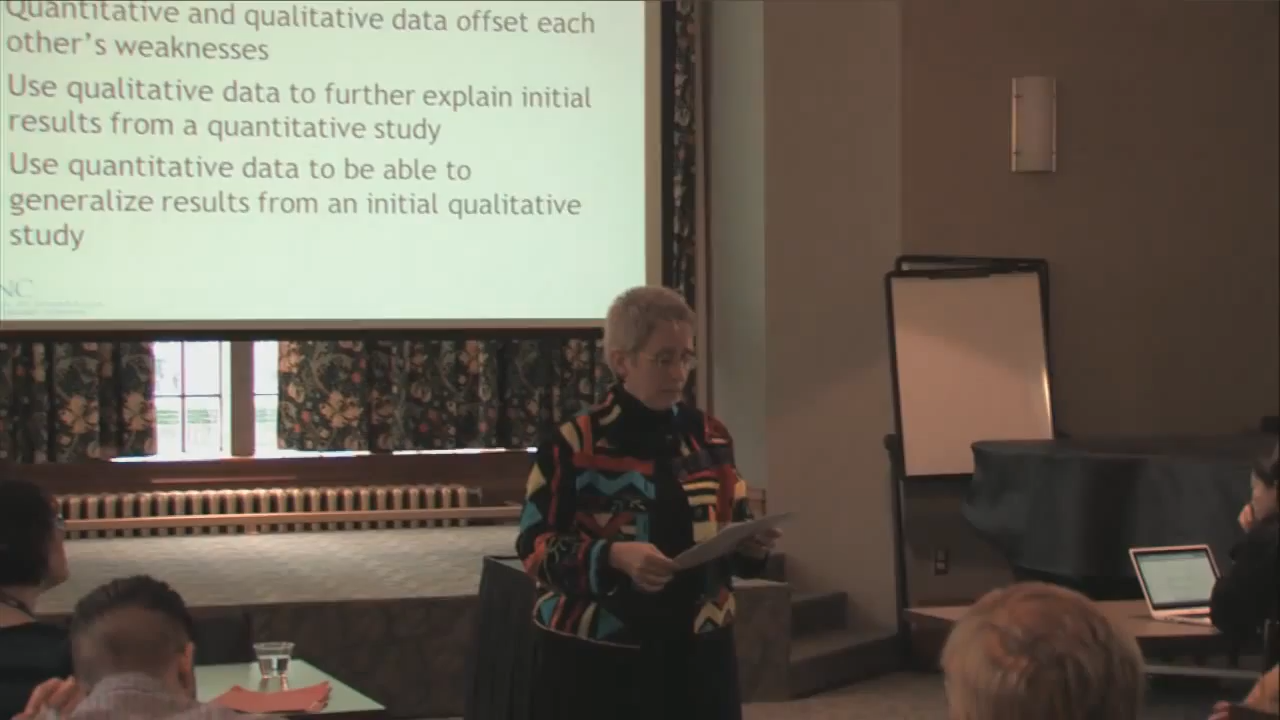 Quantitative and qualitative data offset each
other's weaknesses
Use qualitative data to further explain initial
results from a quantitative study
Use quantitative data to be able to
generalize results from an initial qualitative
study
NC